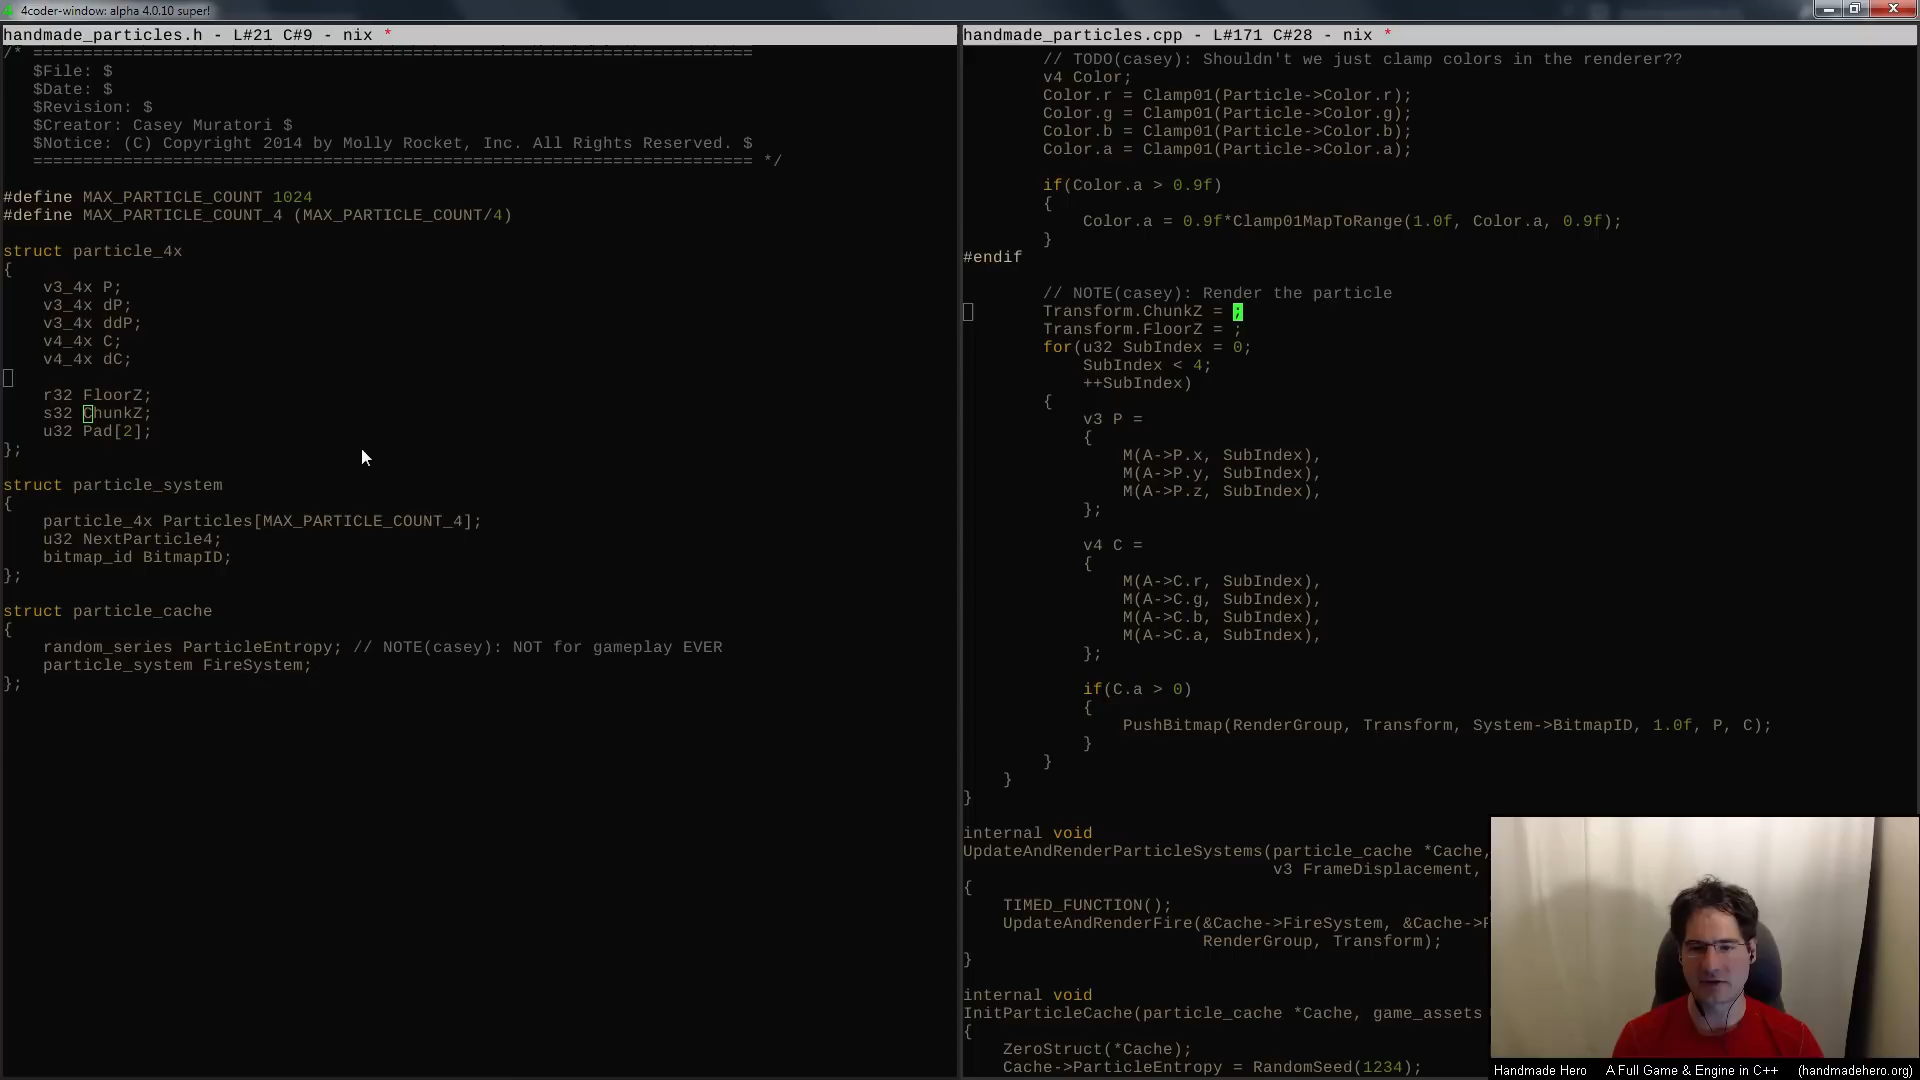 4coder-window: alpha 4.0.10 super!
handmade_particles.h - L#21 C#9 - nix *
/* ========================================================================
$File: $
$Date: $
$Revision: $
$Creator: Casey Muratori $
$Notice: (C) Copyright 2014 by Molly Rocket, Inc. All Rights Reserved. $
======================================================================== */
#define MAX_PARTICLE_COUNT 1024
#define MAX_PARTICLE_COUNT_4 (MAX_PARTICLE_COUNT/4)
struct particle_4x
{
v3_4x P;
v3_4x dP;
v3_4x ddP;
v4_4x C;
v4_4x dC;
r32 FloorZ;
s32 ChunkZ;
u32 Pad[2];
};
struct particle_system
{
particle_4x Particles[MAX_PARTICLE_COUNT_4];
u32 NextParticle4;
bitmap_id BitmapID;
};
struct particle_cache
{
random_series ParticleEntropy; // NOTE(casey): NOT for gameplay EVER
particle_system FireSystem;
};
handmade_particles.cpp - L#171 C#28 - nix *
// TODO(casey): Shouldn't we just clamp colors in the renderer??
v4 Color;
Color.r = Clamp01(Particle->Color.r);
Color.g = Clamp01(Particle->Color.g);
Color.b = Clamp01(Particle->Color.b);
Color.a = Clamp01(Particle->Color.a);
if(Color.a > 0.9f)
{
Color.a = 0.9f*Clamp01MapToRange(1.0f, Color.a, 0.9f);
}
#endif
// NOTE(casey): Render the particle
Transform.ChunkZ = ;
Transform.FloorZ = ;
for(u32 SubIndex = 0;
SubIndex < 4;
++SubIndex)
{
v3 P =
{
M(A->P.x, SubIndex),
M(A->P.y, SubIndex),
M(A->P.z, SubIndex),
};
v4 C =
{
M(A->C.r, SubIndex),
M(A->C.g, SubIndex),
M(A->C.b, SubIndex),
M(A->C.a, SubIndex),
};
if(C.a > 0)
{
PushBitmap(RenderGroup, Transform, System->BitmapID, 1.0f, P, C);
}
}
}
}
internal void
UpdateAndRenderParticleSystems(particle_cache *Cache,
v3 FrameDisplacement,
{
TIMED_FUNCTION();
UpdateAndRenderFire(&Cache->FireSystem, &Cache->P
RenderGroup, Transform);
}
internal void
InitParticleCache(particle_cache *Cache, game_assets
{
ZeroStruct(*Cache);
Cache->ParticleEntropy = RandomSeed(1234);
Handmade Hero A Full Game & Engine in C++ (handmadehero.org)